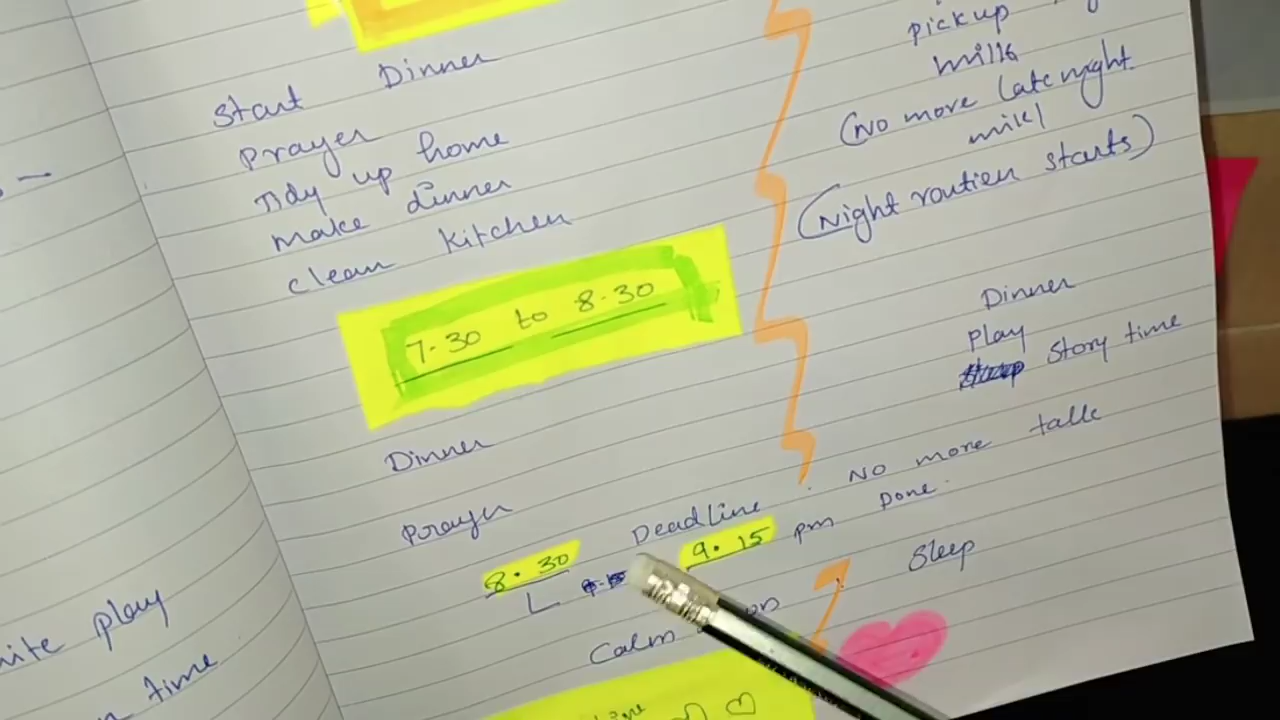 Start Dinner
Prayer
Tidy up home
make dinner
clean kitchen
7.30 to 8.30
Dinner
Prayer
Deadline
8.30
9.15 pm
Calm
pickup
milk
(No more late night
milk)
(Night routien starts)
Dinner
Play
Story time
No more talk
Done.
Sleep
play
time